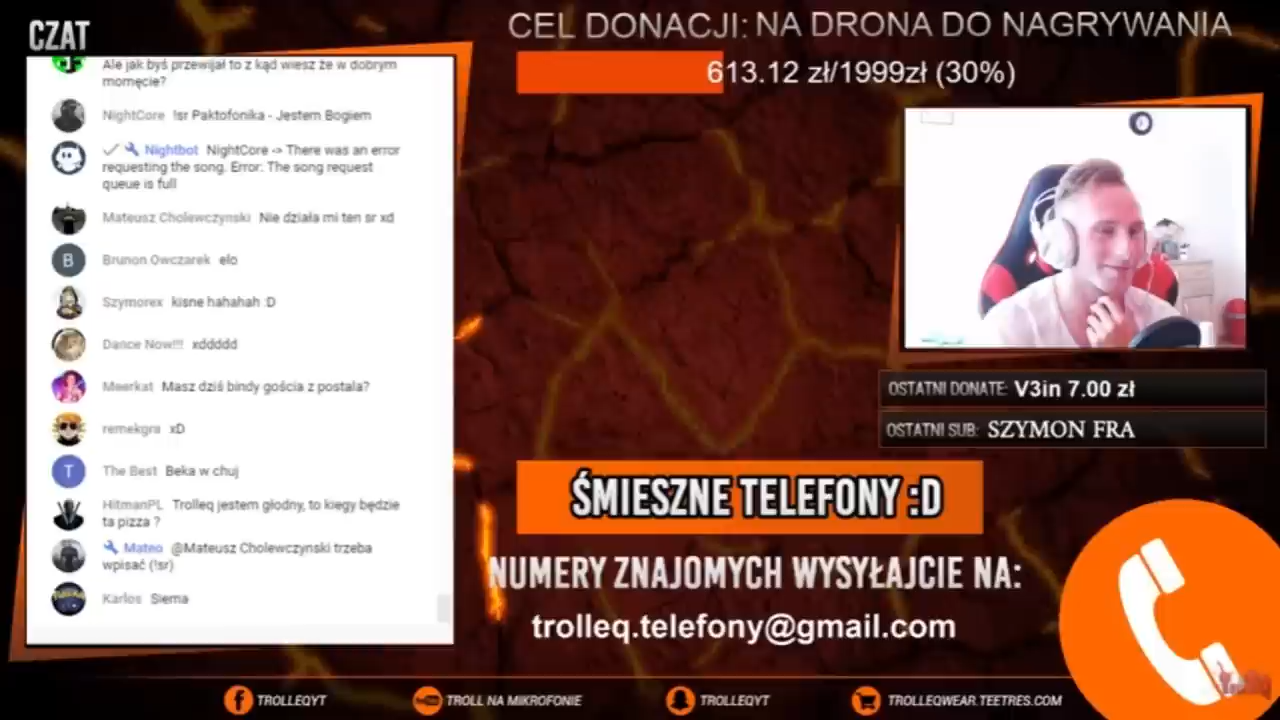 CZAT
Ale jak byś przewijał to z kąd wiesz że w dobrym
momęcie?
NightCore !sr Paktofonika - Jestem Bogiem
Nightbot NightCore -> There was an error
requesting the song. Error: The song request
queue is full
Mateusz Cholewczynski Nie działa mi ten sr xd
B Brunon Owczarek elo
Szymorex kisne hahahah :D
Dance Now!!! xddddd
Meerkat Masz dziś bindy gościa z postala?
remekgra xD
T The Best Beka w chuj
HitmanPL Trolleq jestem głodny, to kiegy będzie
ta pizza ?
Mateo @Mateusz Cholewczynski trzeba
wpisać (!sr)
Karlos Siema
CEL DONACJI: NA DRONA DO NAGRYWANIA
613.12 zł/1999zł (30%)
OSTATNI DONATE: V3in 7.00 zł
OSTATNI SUB: SZYMON FRA
ŚMIESZNE TELEFONY :D
NUMERY ZNAJOMYCH WYSYŁAJCIE NA:
trolleq.telefony@gmail.com
TROLLEQYT
TROLL NA MIKROFONIE
TROLLEQYT
TROLLEQWEAR.TEETRES.COM